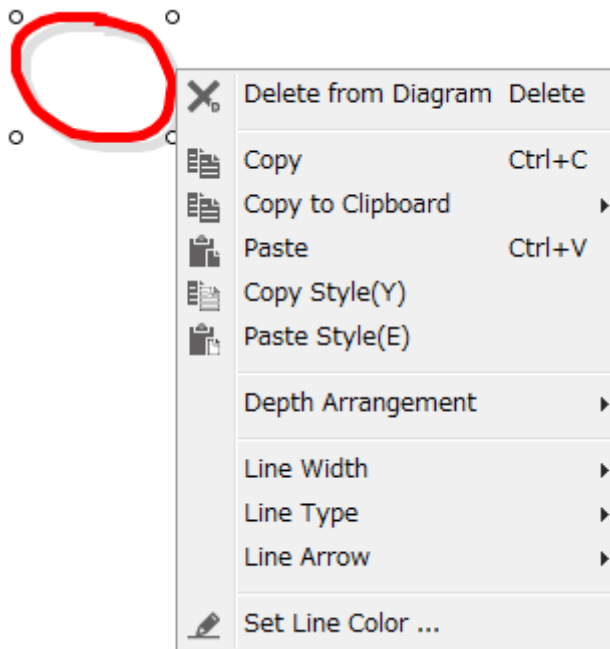 Delete from Diagram Delete
Copy Ctrl+C
Copy to Clipboard
Paste Ctrl+V
Copy Style(Y)
Paste Style(E)
Depth Arrangement
Line Width
Line Type
Line Arrow
Set Line Color ...